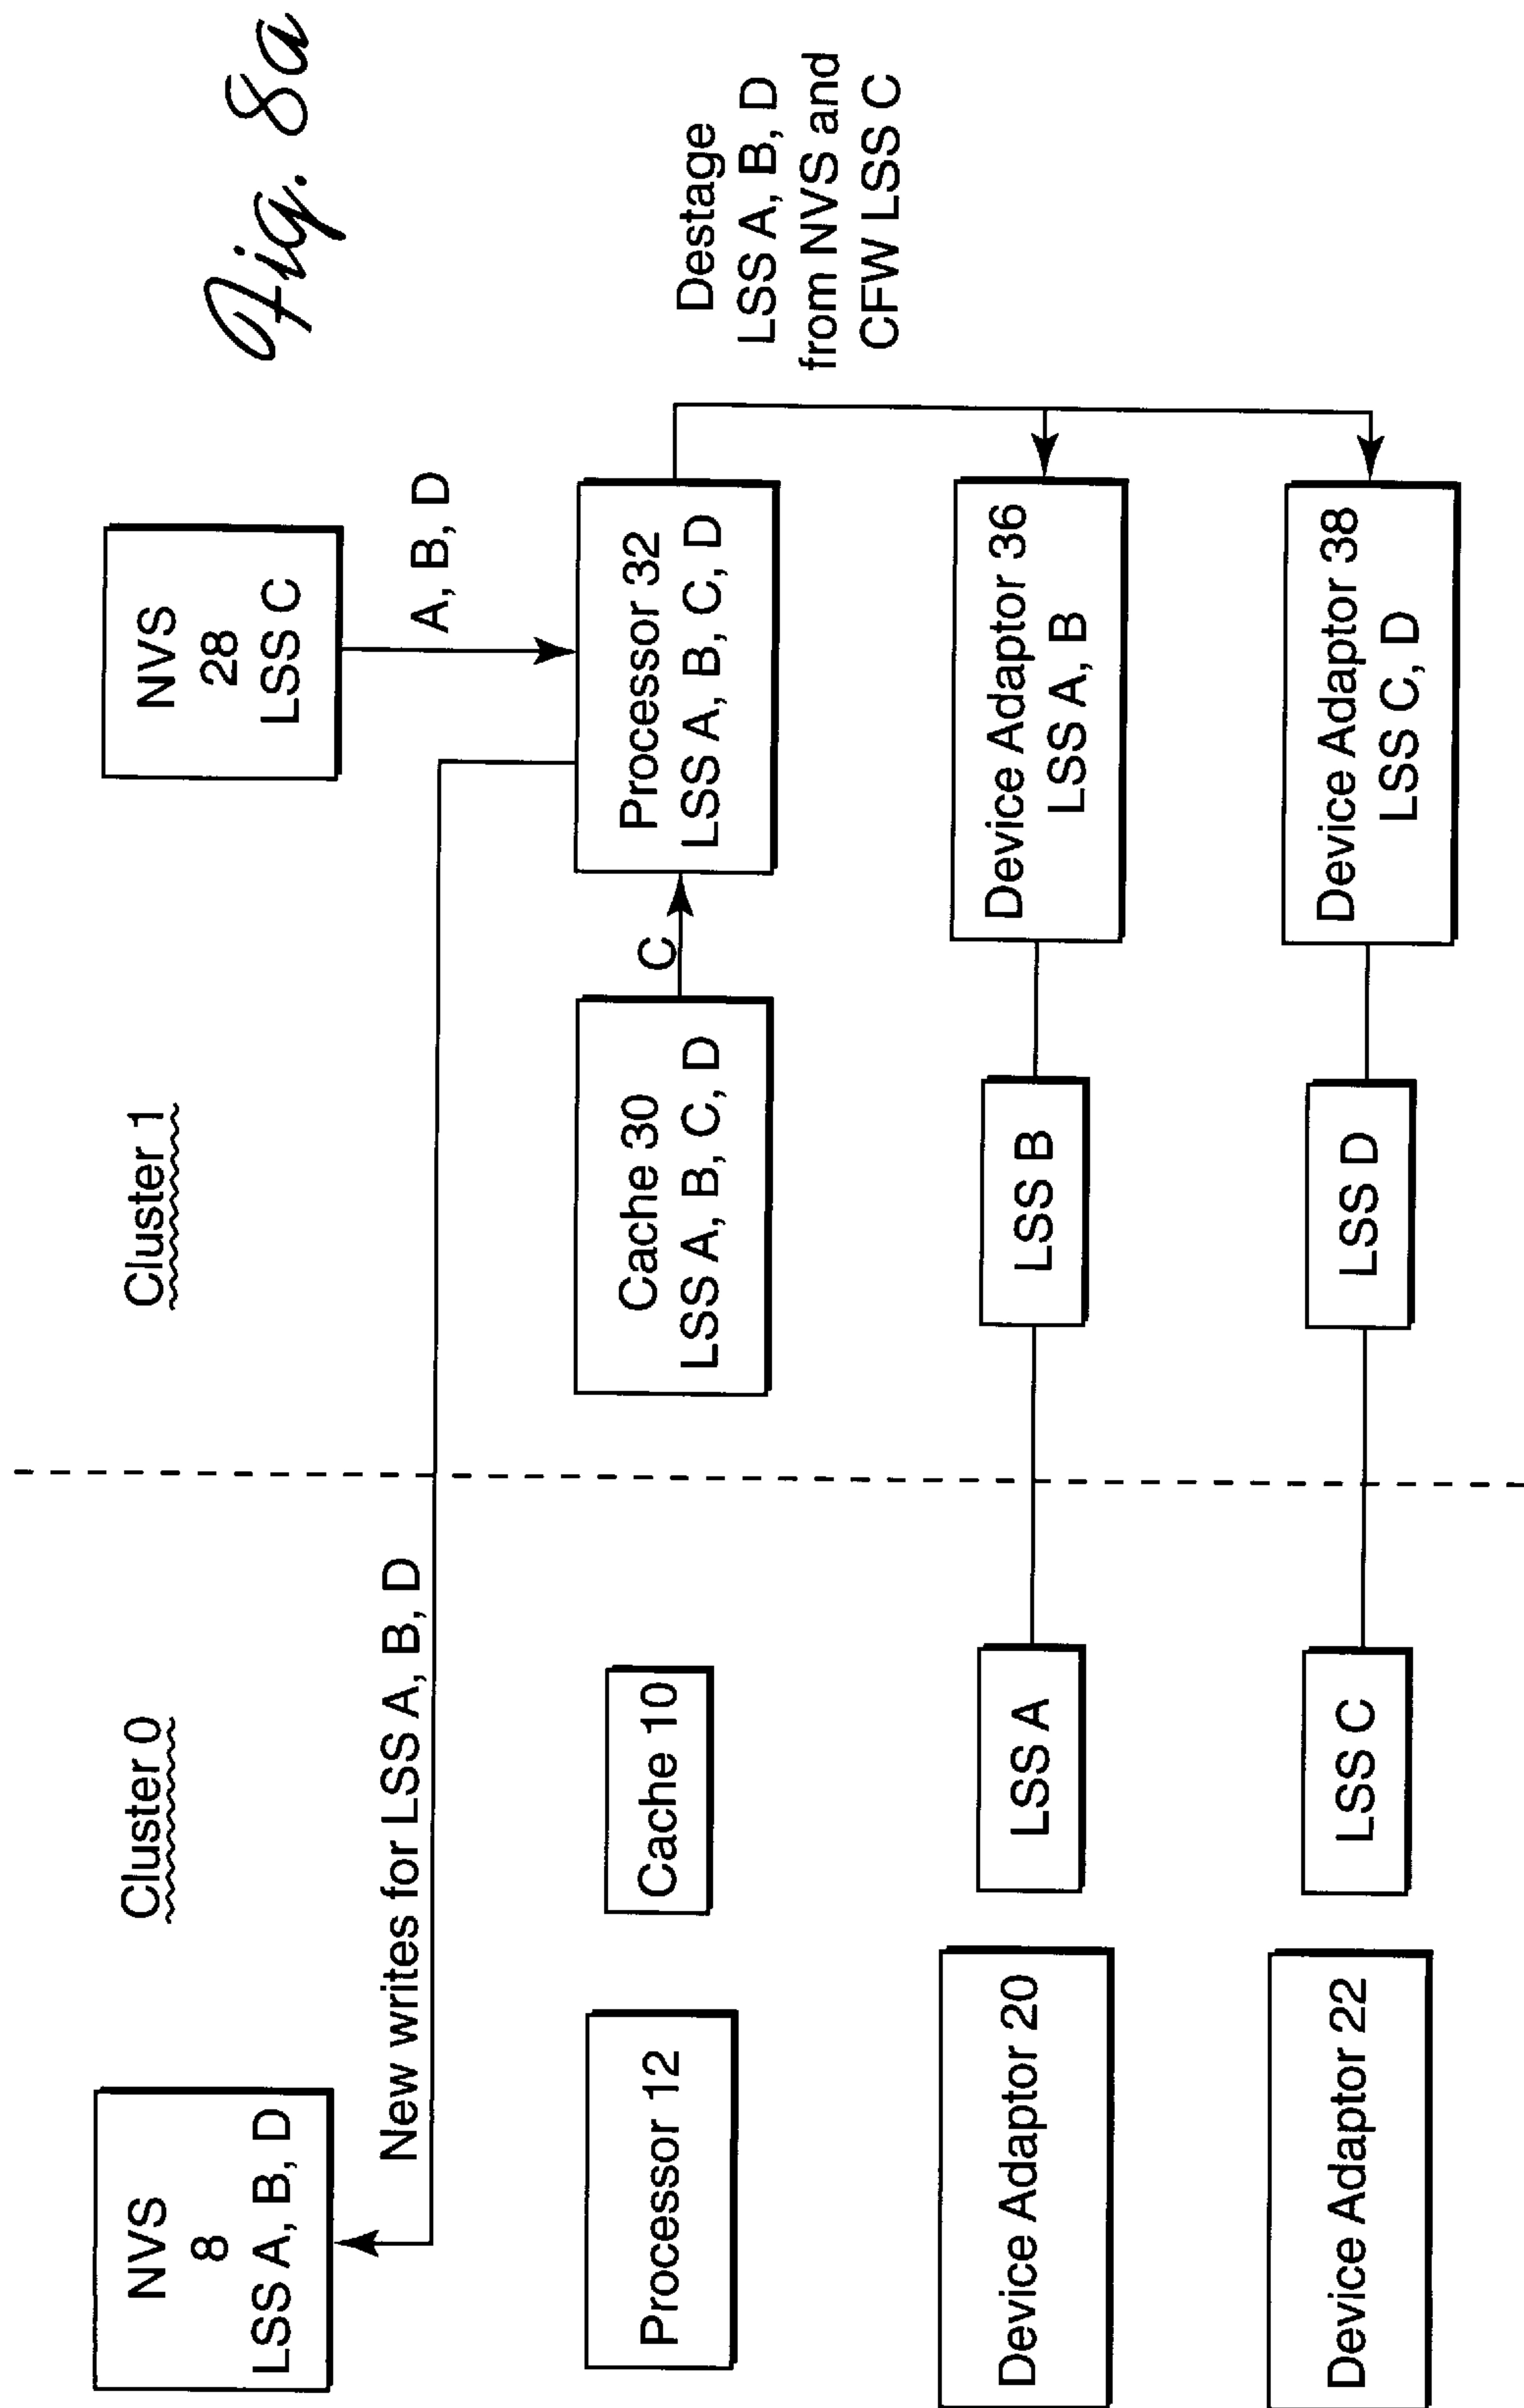 Fig. 8a
Cluster 0
Cluster 1
NVS
8
LSS A, B, D
New writes for LSS A, B, D
NVS
28
LSS C
A, B, D
Processor 12
Cache 10
Cache 30
LSS A, B, C, D
C
Processor 32
LSS A, B, C, D
Destage
LSS A, B, D
from NVS and
CFW LSS C
Device Adaptor 20
LSS A
LSS B
Device Adaptor 36
LSS A, B
Device Adaptor 22
LSS C
LSS D
Device Adaptor 38
LSS C, D